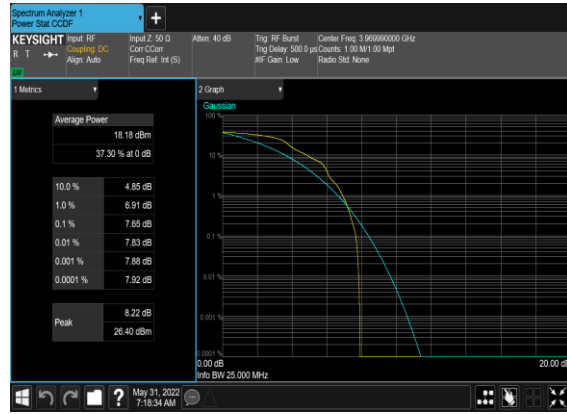 Spectrum Analyzer 1
Power Stat CCDF
+
KEYSIGHT
R T
LXI
Input: RF
Coupling: DC
Align: Auto
Input Z: 50 Ω
Corr CCorr
Freq Ref: Int (S)
Atten: 40 dB
Trig: RF Burst
Trig Delay: 500.0 µs
#IF Gain: Low
Center Freq: 3.969990000 GHz
Counts: 1.00 M/1.00 Mpt
Radio Std: None
1 Metrics
Average Power
18.18 dBm
37.30 % at 0 dB
10.0 % 4.85 dB
1.0 % 6.91 dB
0.1 % 7.65 dB
0.01 % 7.83 dB
0.001 % 7.88 dB
0.0001 % 7.92 dB
Peak
8.22 dB
26.40 dBm
2 Graph
Gaussian
100 %
10 %
1 %
0.1 %
0.01 %
0.001 %
0.0001 %
0.00 dB
20.00 dB
Info BW 25.000 MHz
?
May 31, 2022
7:18:34 AM